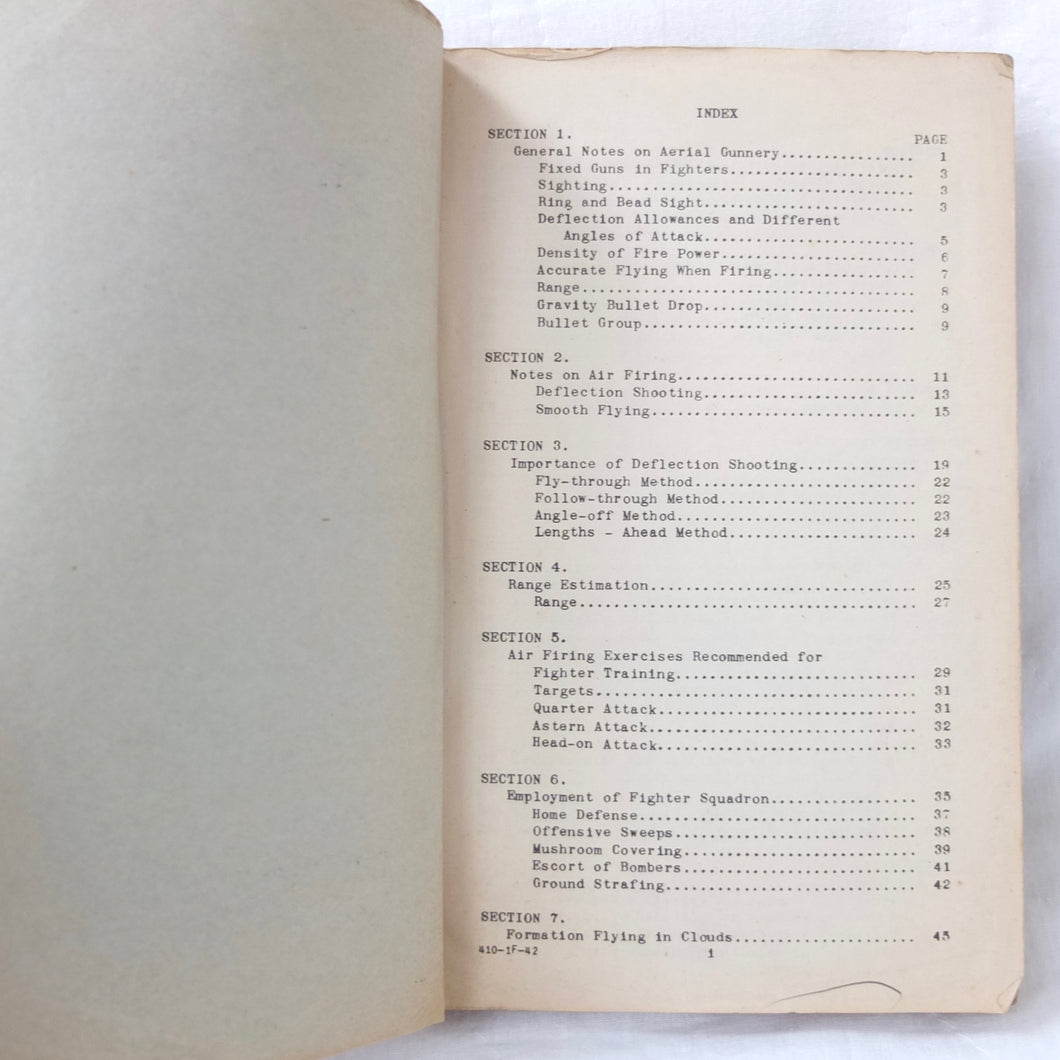 INDEX
SECTION 1.
PAGE
General Notes on Aerial Gunnery................ 1
Fixed Guns in Fighters...................... 3
Sighting.................................... 3
Ring and Bead Sight......................... 3
Deflection Allowances and Different
Angles of Attack......................... 5
Density of Fire Power....................... 6
Accurate Flying When Firing................. 7
Range....................................... 8
Gravity Bullet Drop......................... 9
Bullet Group................................ 9
SECTION 2.
Notes on Air Firing............................ 11
Deflection Shooting......................... 13
Smooth Flying............................... 15
SECTION 3.
Importance of Deflection Shooting.............. 19
Fly-through Method.......................... 22
Follow-through Method....................... 22
Angle-off Method............................ 23
Lengths - Ahead Method...................... 24
SECTION 4.
Range Estimation............................... 25
Range....................................... 27
SECTION 5.
Air Firing Exercises Recommended for
Fighter Training............................ 29
Targets..................................... 31
Quarter Attack.............................. 31
Astern Attack............................... 32
Head-on Attack.............................. 33
SECTION 6.
Employment of Fighter Squadron................. 35
Home Defense................................ 37
Offensive Sweeps............................ 38
Mushroom Covering........................... 39
Escort of Bombers........................... 41
Ground Strafing............................. 42
SECTION 7.
Formation Flying in Clouds..................... 45
410-1F-42 i